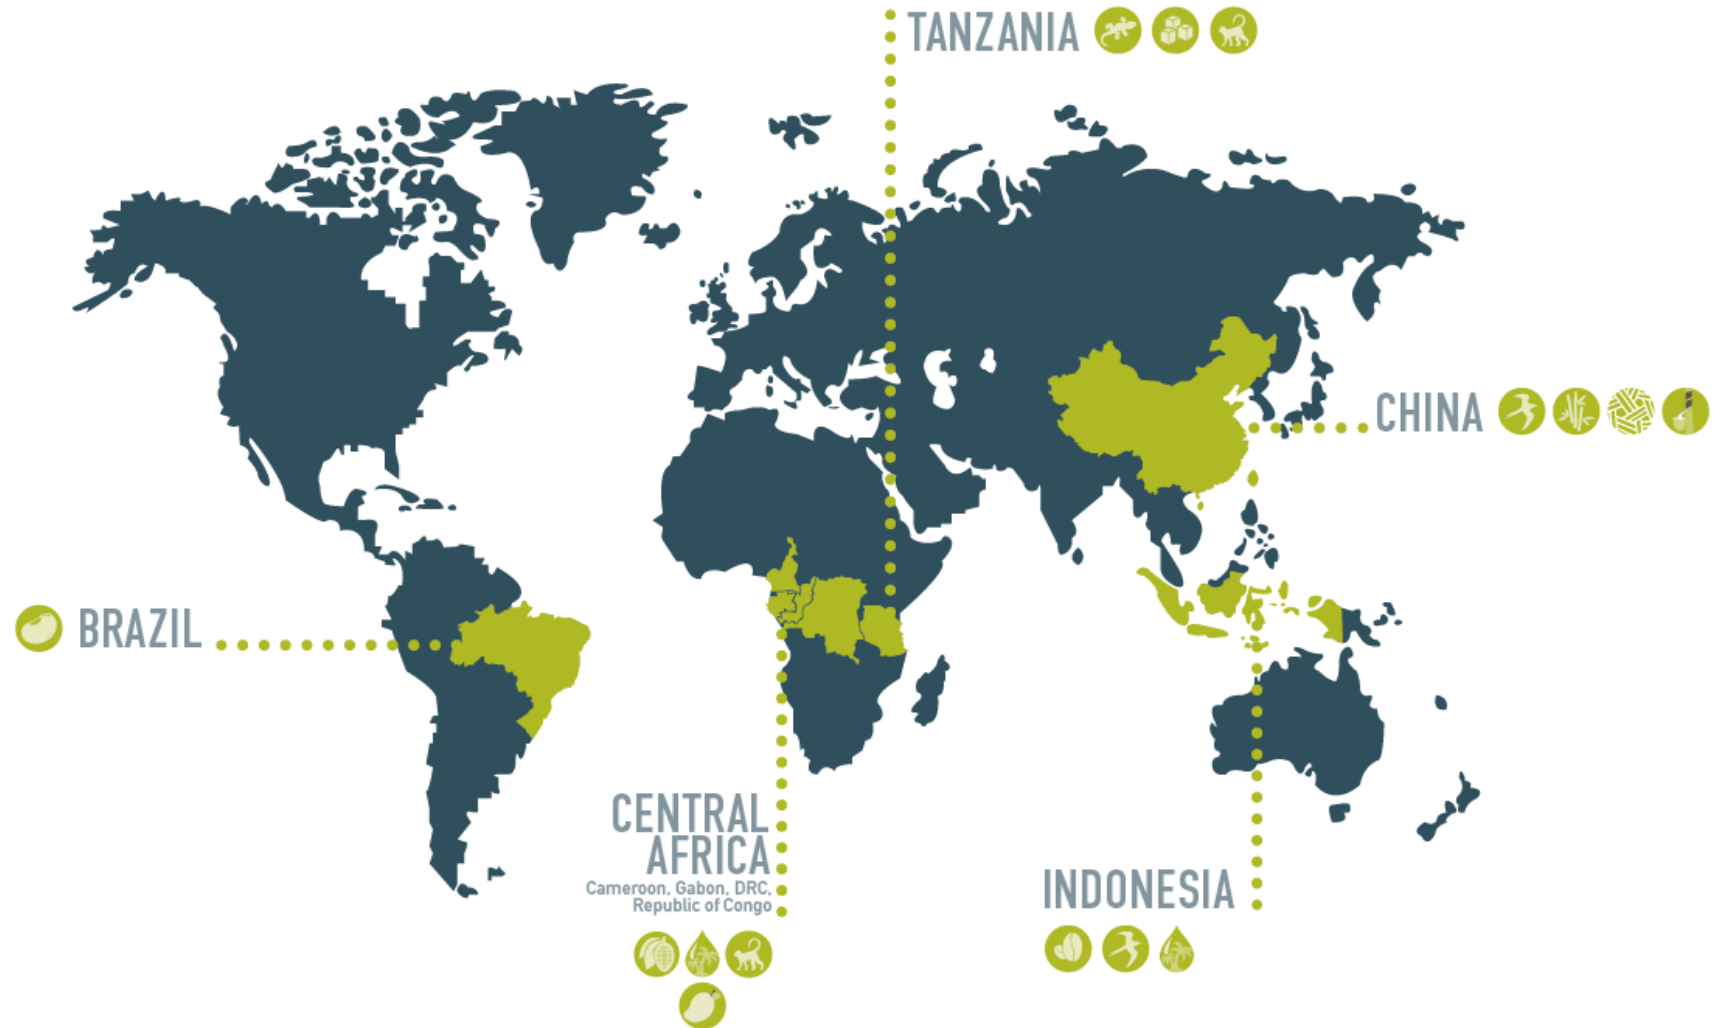 TANZANIA
CHINA
BRAZIL
CENTRAL
AFRICA
Cameroon, Gabon, DRC,
Republic of Congo
INDONESIA